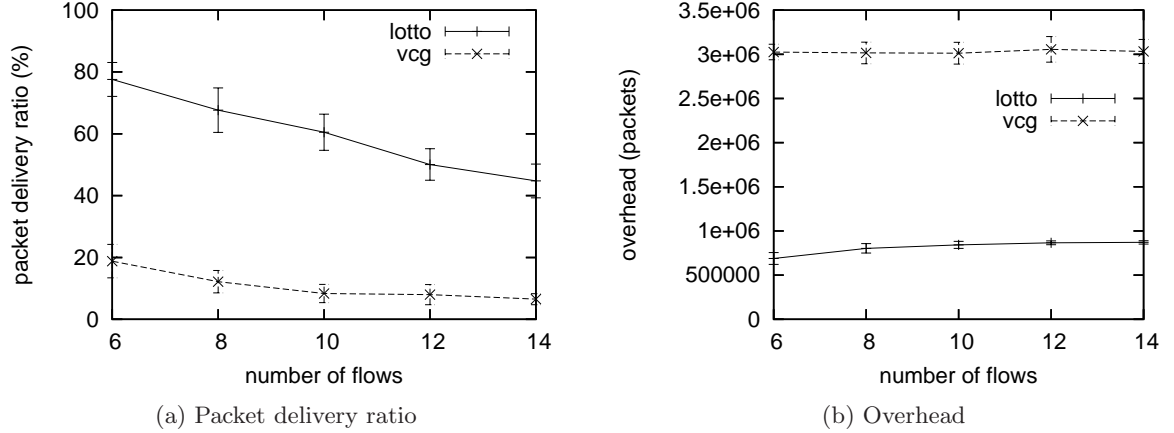 packet delivery ratio (%)
100
80
60
40
20
0
lotto
vcg
6 8 10 12 14
number of flows
(a) Packet delivery ratio
overhead (packets)
3.5e+06
3e+06
2.5e+06
2e+06
1.5e+06
1e+06
500000
0
lotto
vcg
6 8 10 12 14
number of flows
(b) Overhead